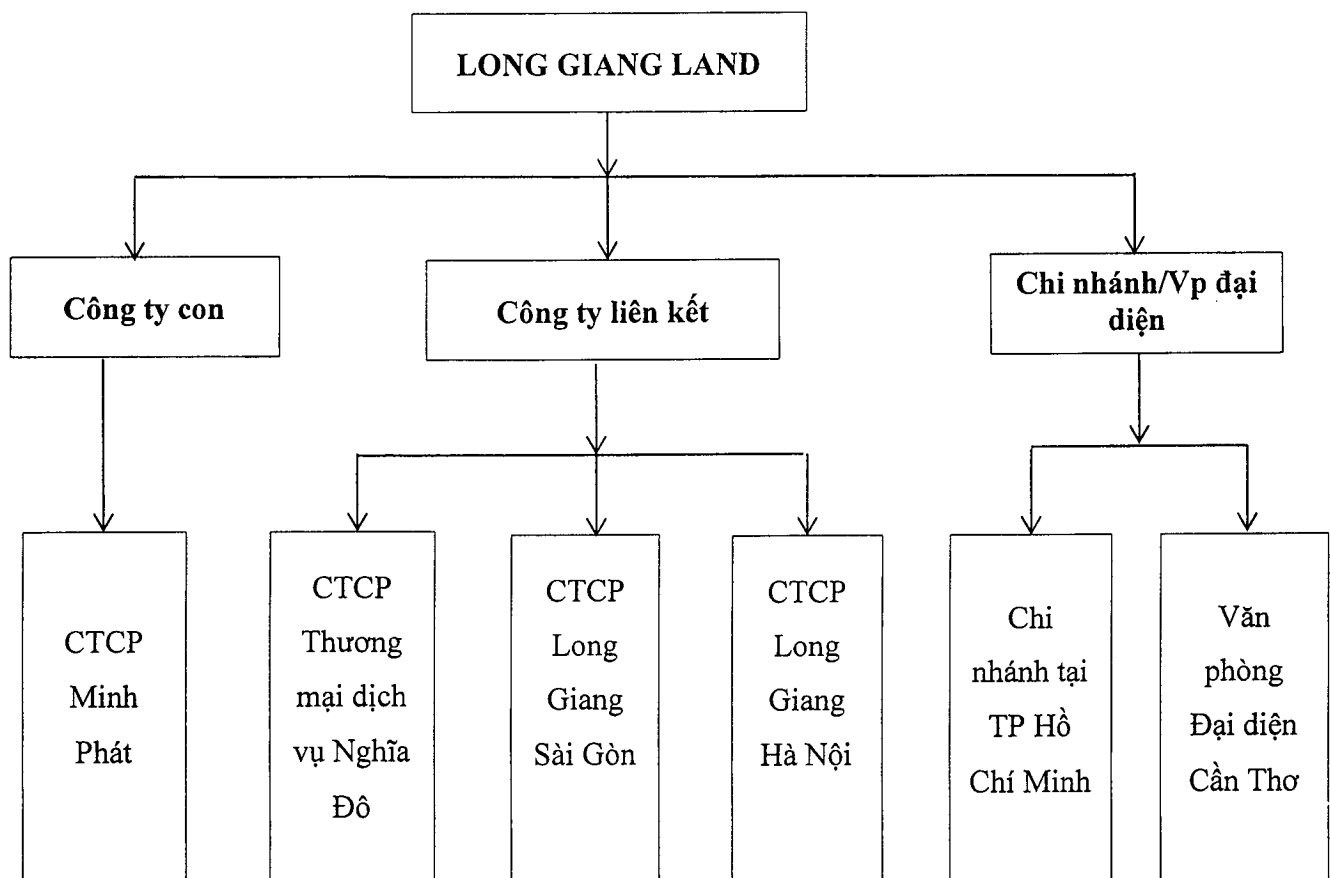 LONG GIANG LAND
Công ty con
Công ty liên kết
Chi nhánh/Vp đại
diện
CTCP
Minh
Phát
CTCP
Thương
mại dịch
vụ Nghĩa
Đô
CTCP
Long
Giang
Sài Gòn
CTCP
Long
Giang
Hà Nội
Chi
nhánh tại
TP Hồ
Chí Minh
Văn
phòng
Đại diện
Cần Thơ